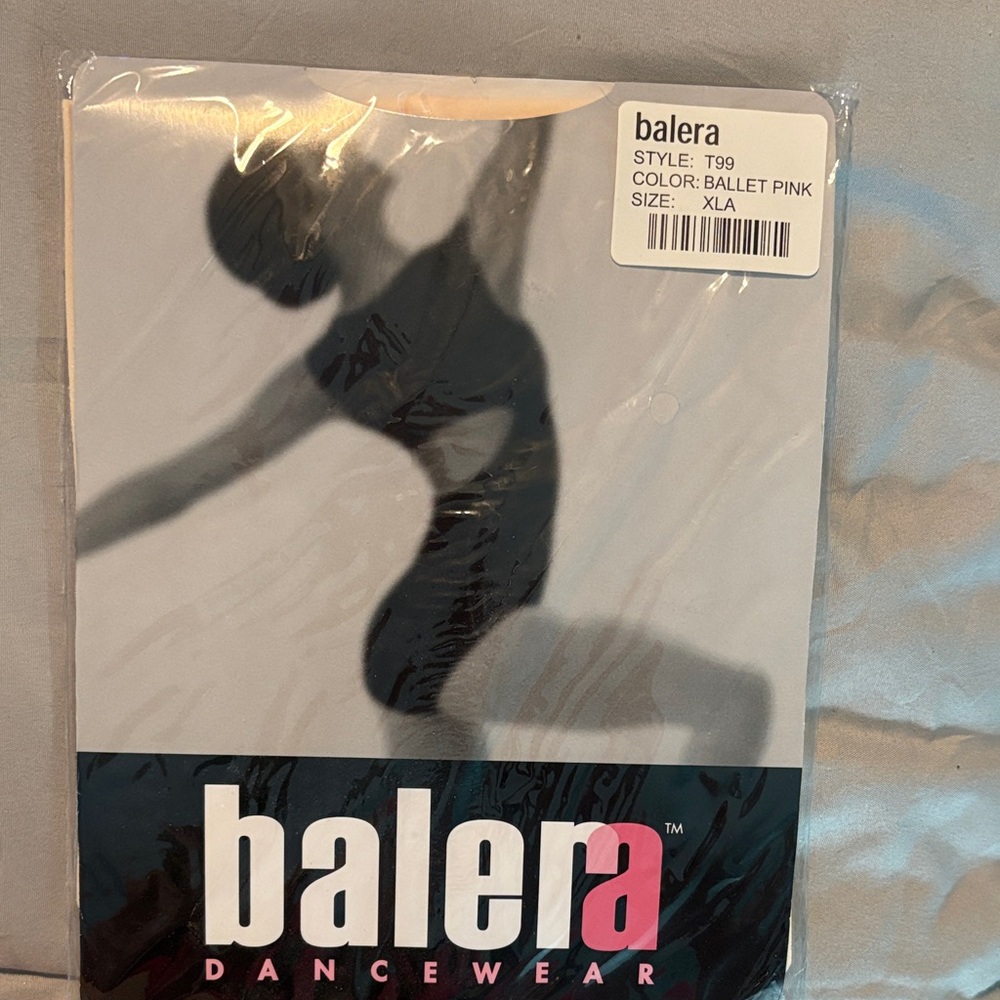 balera
STYLE: T99
COLOR: BALLET PINK
SIZE: XLA
balera™
DANCEWEAR